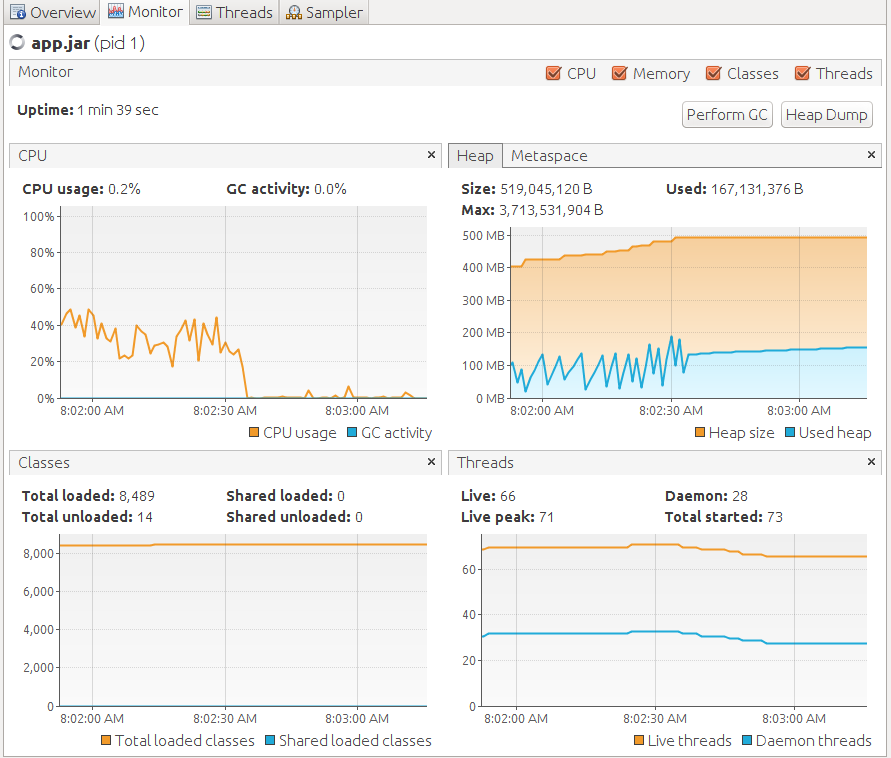 Overview Monitor Threads Sampler
app.jar (pid 1)
Monitor CPU Memory Classes Threads
Uptime: 1 min 39 sec
Perform GC Heap Dump
CPU
CPU usage: 0.2% GC activity: 0.0%
100%
80%
60%
40%
20%
0%
8:02:00 AM 8:02:30 AM 8:03:00 AM
CPU usage GC activity
Heap Metaspace
Size: 519,045,120 B Used: 167,131,376 B
Max: 3,713,531,904 B
500 MB
400 MB
300 MB
200 MB
100 MB
0 MB
8:02:00 AM 8:02:30 AM 8:03:00 AM
Heap size Used heap
Classes
Total loaded: 8,489 Shared loaded: 0
Total unloaded: 14 Shared unloaded: 0
8,000
6,000
4,000
2,000
0
8:02:00 AM 8:02:30 AM 8:03:00 AM
Total loaded classes Shared loaded classes
Threads
Live: 66 Daemon: 28
Live peak: 71 Total started: 73
60
40
20
0
8:02:00 AM 8:02:30 AM 8:03:00 AM
Live threads Daemon threads